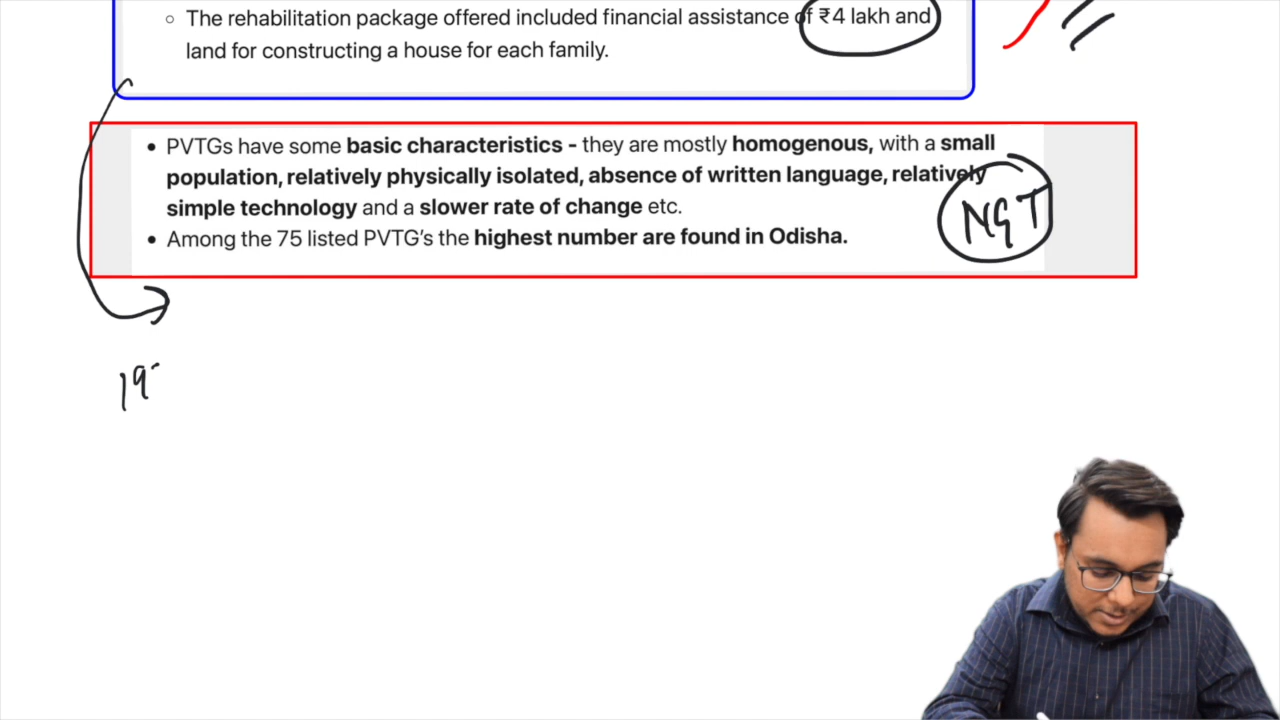 ○ The rehabilitation package offered included financial assistance of ₹4 lakh and
land for constructing a house for each family.
• PVTGs have some basic characteristics - they are mostly homogenous, with a small
population, relatively physically isolated, absence of written language, relatively
simple technology and a slower rate of change etc.
NGT
• Among the 75 listed PVTG's the highest number are found in Odisha.
19